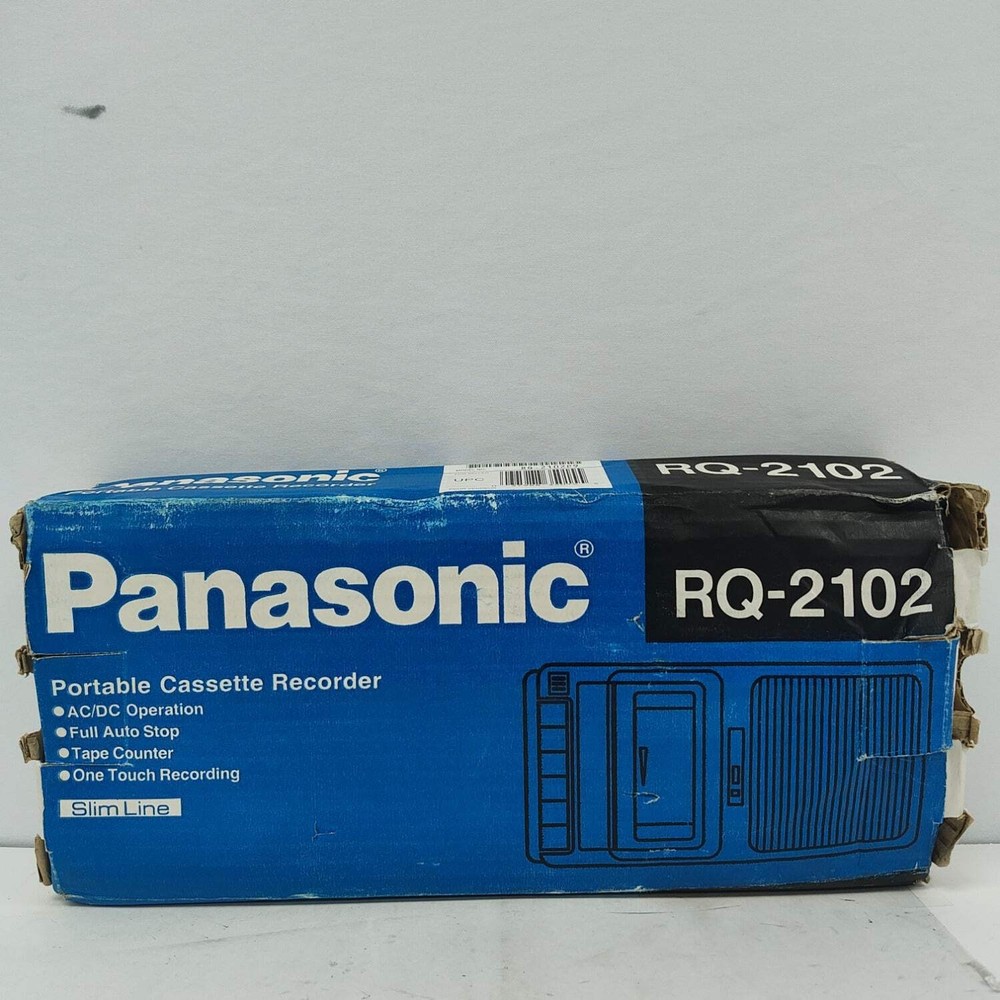 Panasonic®
Portable Cassette Recorder
UPC
RQ-2102
Panasonic®
RQ-2102
Portable Cassette Recorder
●AC/DC Operation
●Full Auto Stop
●Tape Counter
●One Touch Recording
Slim Line